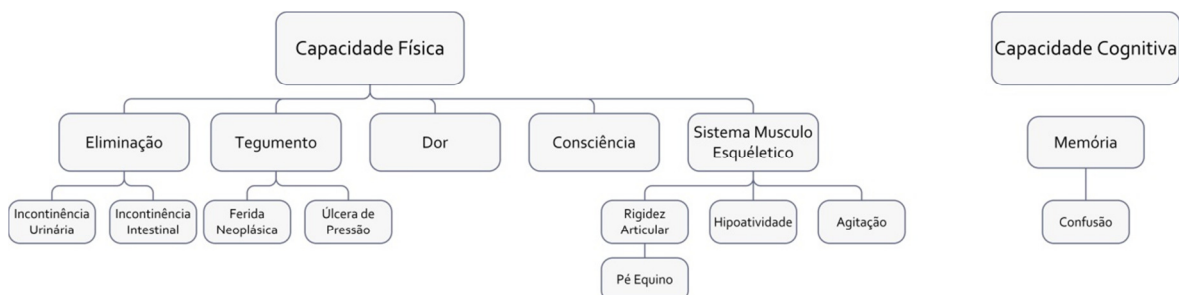 Capacidade Física
Capacidade Cognitiva
Eliminação
Tegumento
Dor
Consciência
Sistema Musculo
Esquéletico
Memória
Incontinência
Urinária
Incontinência
Intestinal
Ferida
Neoplásica
Úlcera de
Pressão
Rigidez
Articular
Hipoatividade
Agitação
Confusão
Pé Equino